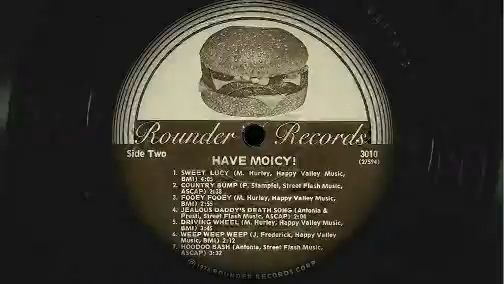 Rounder Records
Side Two
3010
(27594)
HAVE MOICY!
1. SWEET LUCY (M. Hurley, Happy Valley Music,
BMI) 4:05
2. COUNTRY BUMP (P. Stampfel, Street Flash Music,
ASCAP) 2:38
3. FOOEY FOOEY (M. Hurley, Happy Valley Music,
BMI) 2:55
4. JEALOUS DADDY'S DEATH SONG (Antonia &
Presti, Street Flash Music, ASCAP) 2:06
5. DRIVING WHEEL (M. Hurley, Happy Valley Music,
BMI) 3:45
6. WEEP WEEP WEEP (J. Frederick, Happy Valley
Music, BMI) 2:12
7. HOODOO BASH (Antonia, Street Flash Music,
ASCAP) 3:32
ROUNDER RECORDS CORP.